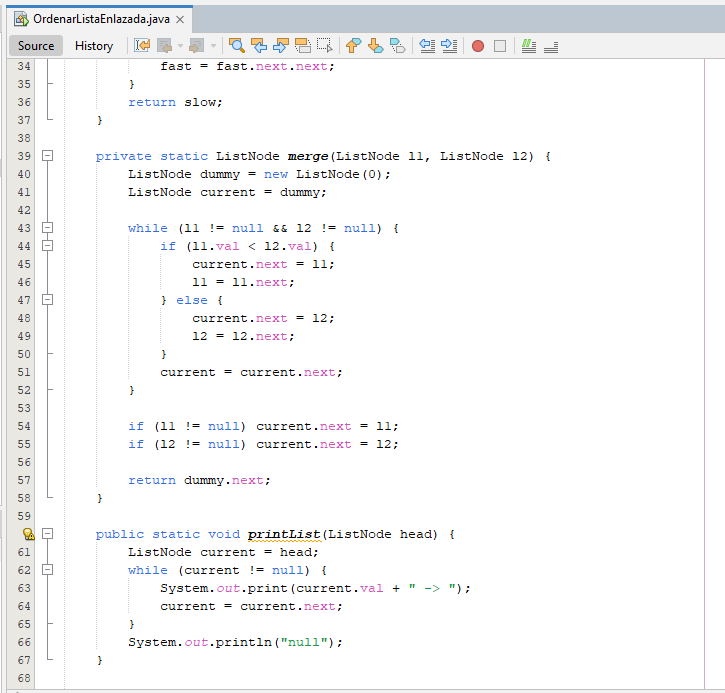 OrdenarListaEnlazada.java
Source History
34 fast = fast.next.next;
35 }
36 return slow;
37 }
38
39 private static ListNode merge(ListNode l1, ListNode l2) {
40 ListNode dummy = new ListNode(0);
41 ListNode current = dummy;
42
43 while (l1 != null && l2 != null) {
44 if (l1.val < l2.val) {
45 current.next = l1;
46 l1 = l1.next;
47 } else {
48 current.next = l2;
49 l2 = l2.next;
50 }
51 current = current.next;
52 }
53
54 if (l1 != null) current.next = l1;
55 if (l2 != null) current.next = l2;
56
57 return dummy.next;
58 }
59
public static void printList(ListNode head) {
61 ListNode current = head;
62 while (current != null) {
63 System.out.print(current.val + " -> ");
64 current = current.next;
65 }
66 System.out.println("null");
67 }
68